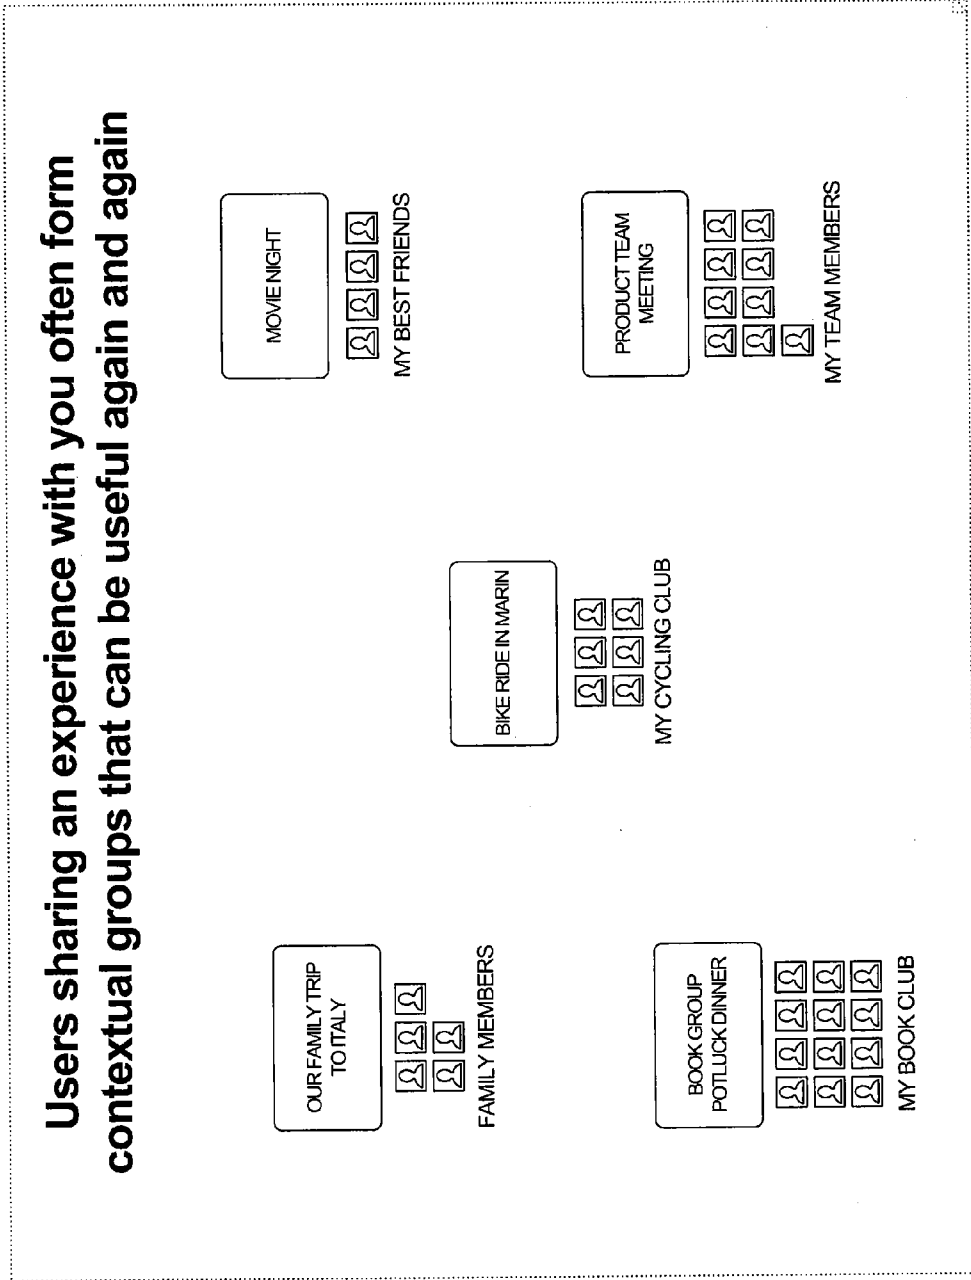 Users sharing an experience with you often form
contextual groups that can be useful again and again
OUR FAMILY TRIP
TO ITALY
FAMILY MEMBERS
BOOK GROUP
POTLUCK DINNER
MY BOOK CLUB
BIKE RIDE IN MARIN
MY CYCLING CLUB
MOVIE NIGHT
MY BEST FRIENDS
PRODUCT TEAM
MEETING
MY TEAM MEMBERS